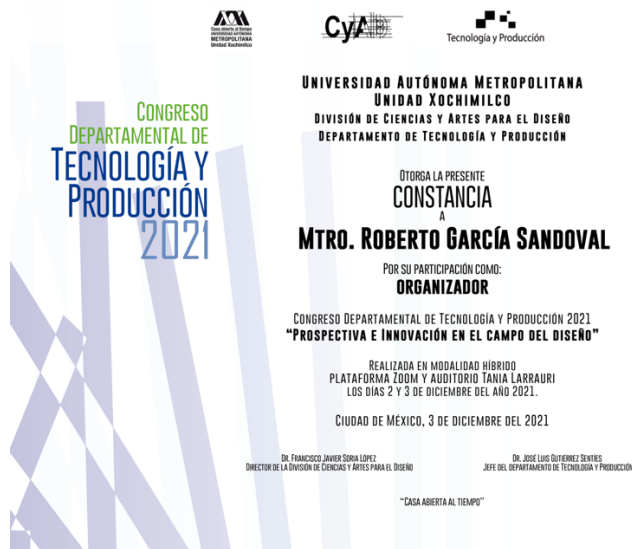 Casa abierta al tiempo
UNIVERSIDAD AUTÓNOMA
METROPOLITANA
Unidad Xochimilco
CyAD
Tecnología y Producción
CONGRESO
DEPARTAMENTAL DE
TECNOLOGÍA Y
PRODUCCIÓN
2021
UNIVERSIDAD AUTÓNOMA METROPOLITANA
UNIDAD XOCHIMILCO
DIVISIÓN DE CIENCIAS Y ARTES PARA EL DISEÑO
DEPARTAMENTO DE TECNOLOGÍA Y PRODUCCIÓN
OTORGA LA PRESENTE
CONSTANCIA
A
MTRO. ROBERTO GARCÍA SANDOVAL
POR SU PARTICIPACIÓN COMO:
ORGANIZADOR
CONGRESO DEPARTAMENTAL DE TECNOLOGÍA Y PRODUCCIÓN 2021
“PROSPECTIVA E INNOVACIÓN EN EL CAMPO DEL DISEÑO”
REALIZADA EN MODALIDAD HÍBRIDO
PLATAFORMA ZOOM Y AUDITORIO TANIA LARRAURI
LOS DÍAS 2 Y 3 DE DICIEMBRE DEL AÑO 2021.
CIUDAD DE MÉXICO, 3 DE DICIEMBRE DEL 2021
DR. FRANCISCO JAVIER SORIA LÓPEZ
DIRECTOR DE LA DIVISIÓN DE CIENCIAS Y ARTES PARA EL DISEÑO
DR. JOSÉ LUIS GUTIÉRREZ SENTÍES
JEFE DEL DEPARTAMENTO DE TECNOLOGÍA Y PRODUCCIÓN
“CASA ABIERTA AL TIEMPO”